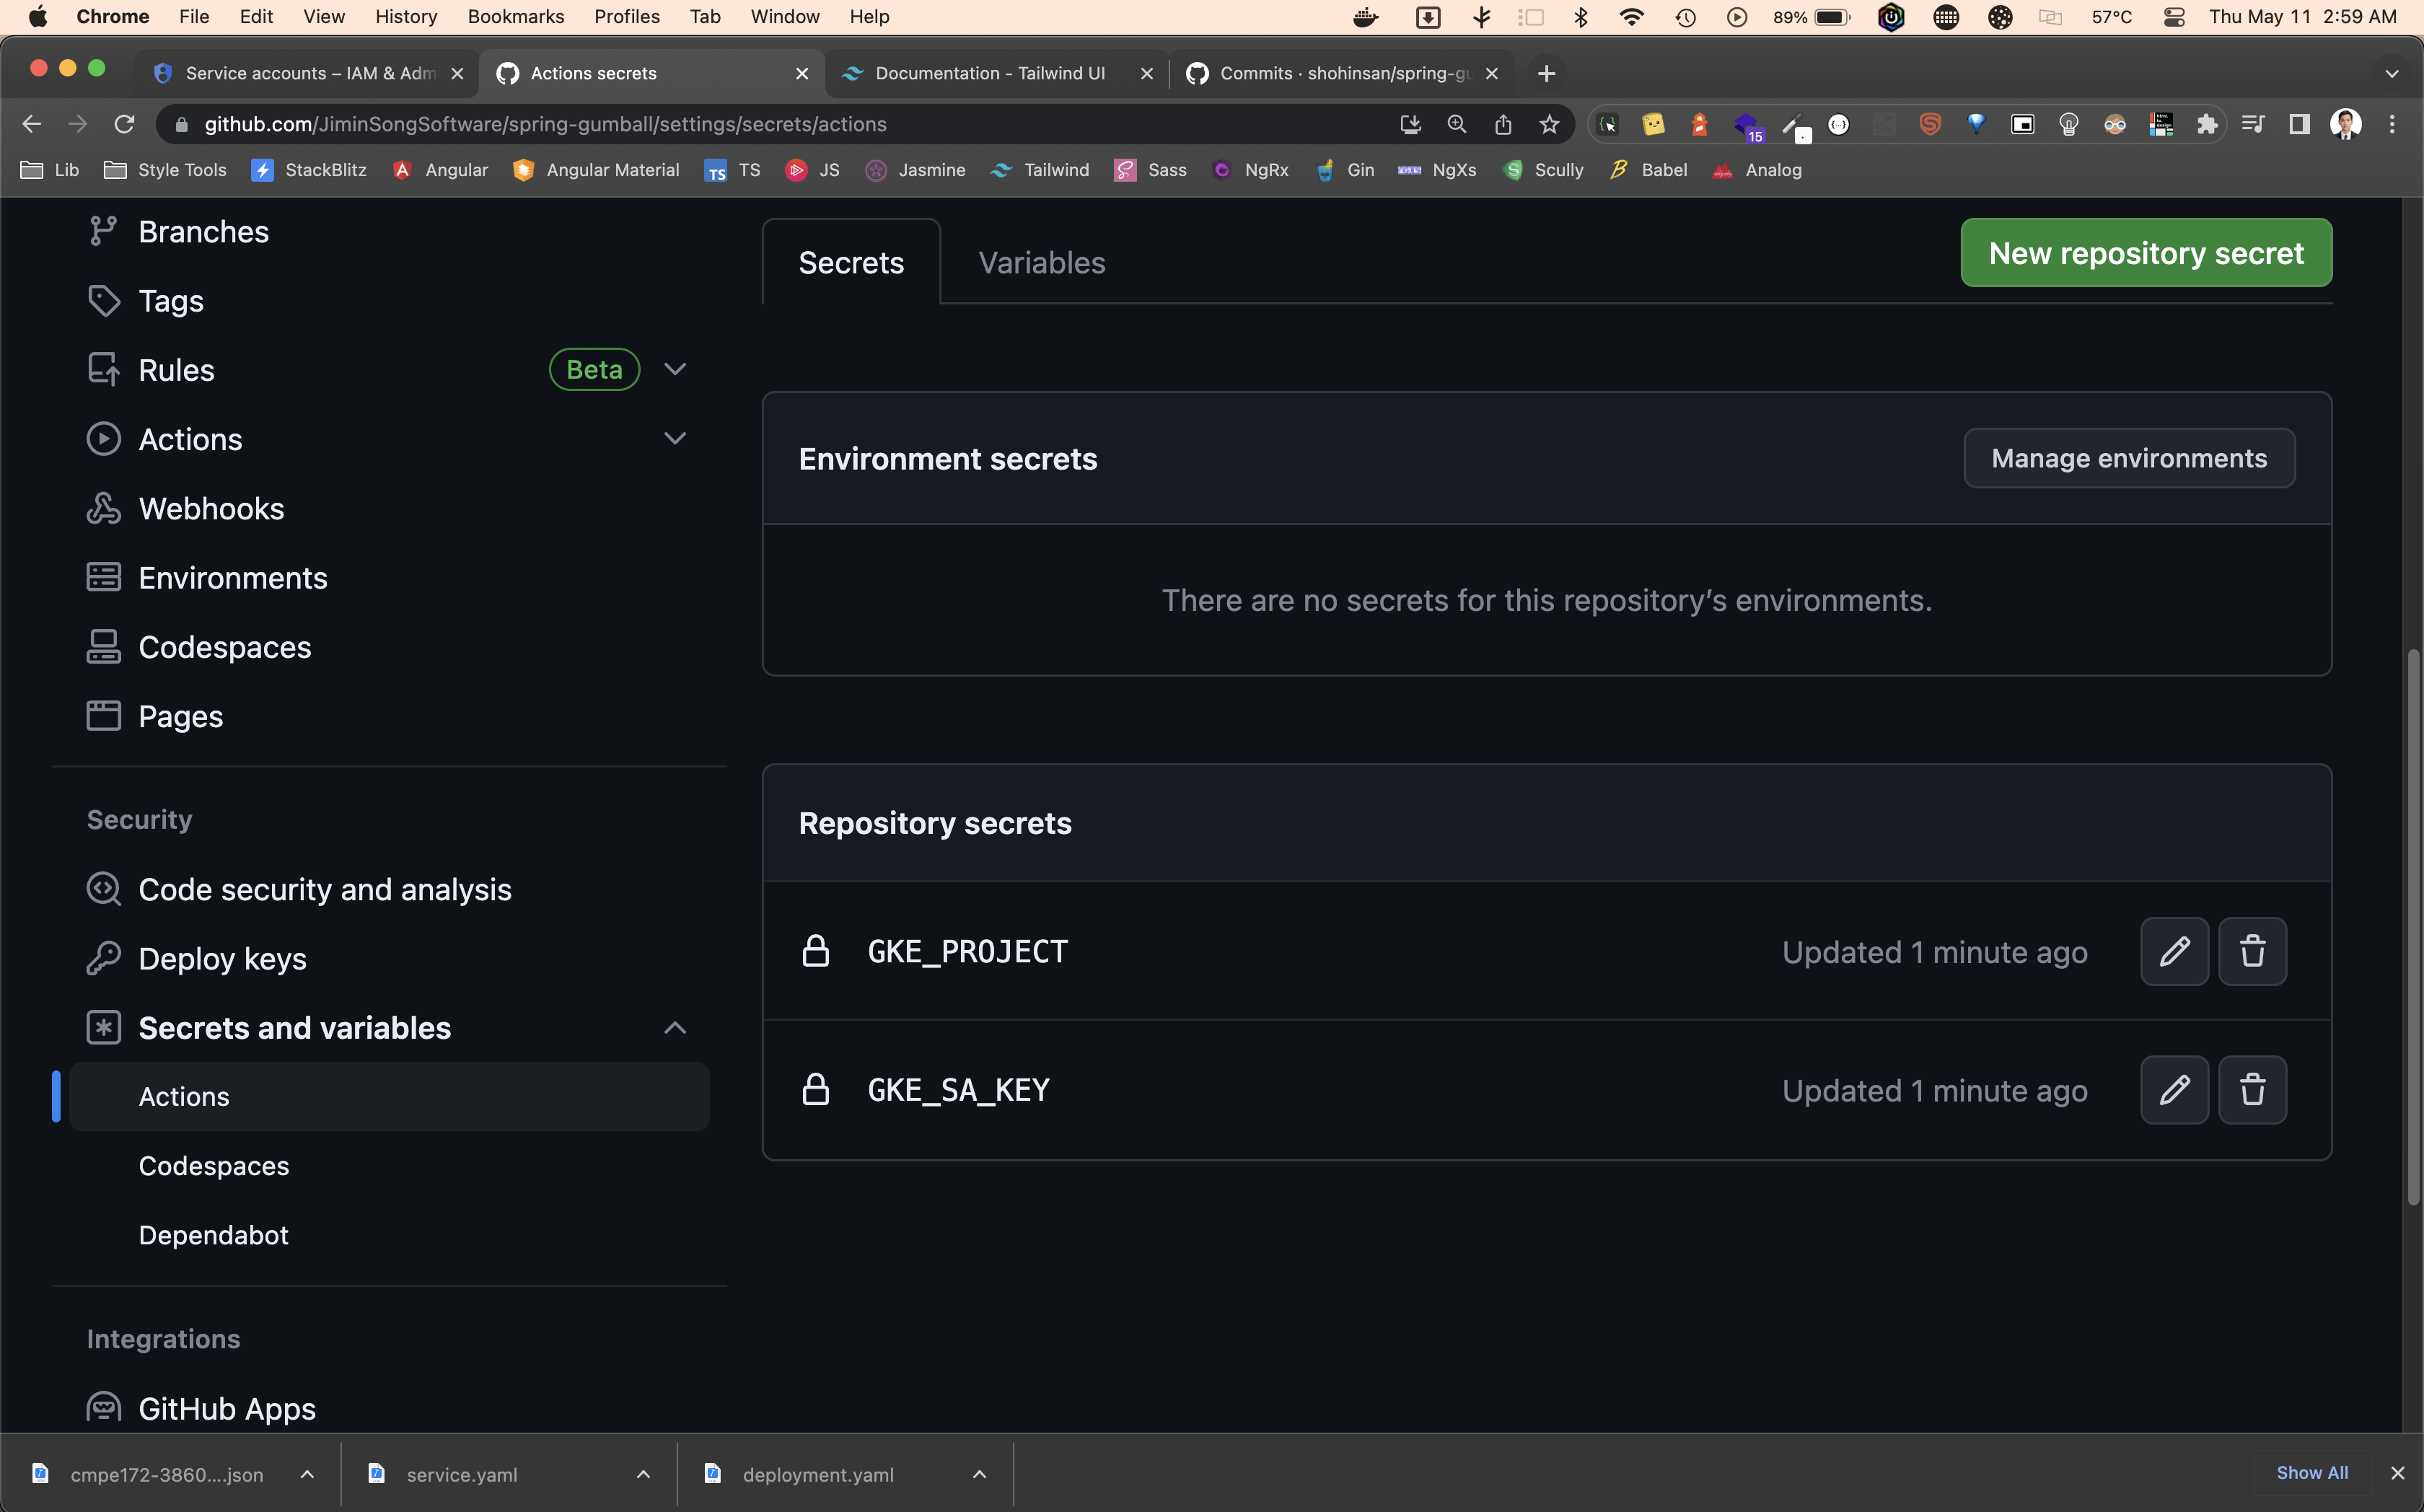 Chrome File Edit View History Bookmarks Profiles Tab Window Help 89% 57°C Thu May 11 2:59 AM
Service accounts – IAM & Adm Actions secrets Documentation - Tailwind UI Commits · shohinsan/spring-gu
github.com/JiminSongSoftware/spring-gumball/settings/secrets/actions 15
Lib Style Tools StackBlitz Angular Angular Material TS JS Jasmine Tailwind Sass NgRx Gin NgXs Scully Babel Analog
Branches
Tags
Rules Beta
Actions
Webhooks
Environments
Codespaces
Pages
Security
Code security and analysis
Deploy keys
Secrets and variables
Actions
Codespaces
Dependabot
Integrations
GitHub Apps
Secrets Variables New repository secret
Environment secrets Manage environments
There are no secrets for this repository’s environments.
Repository secrets
GKE_PROJECT Updated 1 minute ago
GKE_SA_KEY Updated 1 minute ago
cmpe172-3860....json service.yaml deployment.yaml Show All